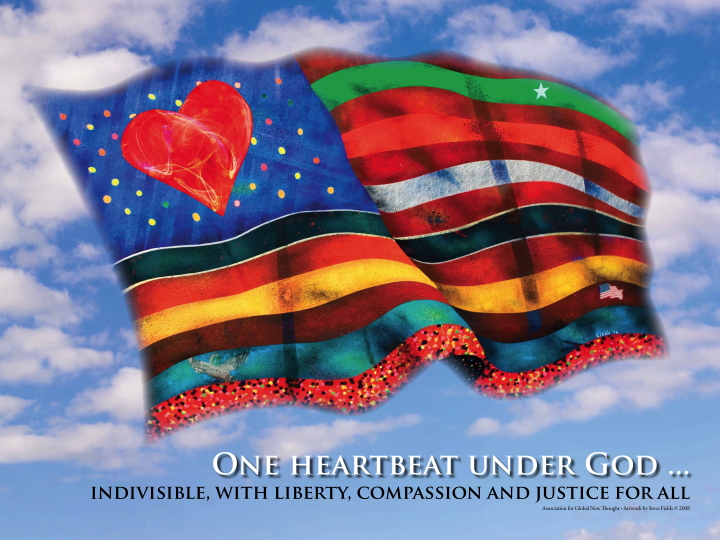 One heartbeat under God ...
indivisible, with liberty, compassion and justice for all
Association for Global New Thought • Artwork by Steve Fields © 2008